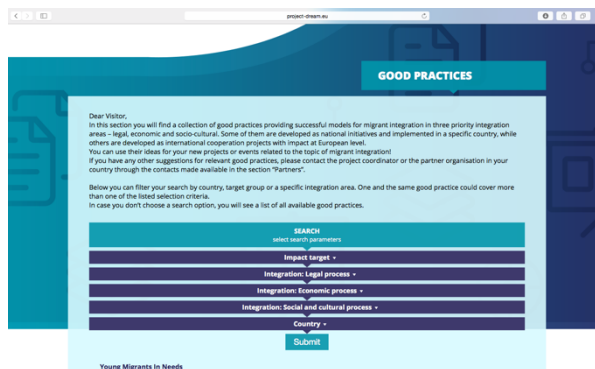 project-dream.eu
GOOD PRACTICES
Dear Visitor,
In this section you will find a collection of good practices providing successful models for migrant integration in three priority integration
areas – legal, economic and socio-cultural. Some of them are developed as national initiatives and implemented in a specific country, while
others are developed as international cooperation projects with impact at European level.
You can use their ideas for your new projects or events related to the topic of migrant integration!
If you have any other suggestions for relevant good practices, please contact the project coordinator or the partner organisation in your
country through the contacts made available in the section "Partners".
Below you can filter your search by country, target group or a specific integration area. One and the same good practice could cover more
than one of the listed selection criteria.
In case you don't choose a search option, you will see a list of all available good practices.
SEARCH
select search parameters
Impact target
Integration: Legal process
Integration: Economic process
Integration: Social and cultural process
Country
Submit
Young Migrants In Needs